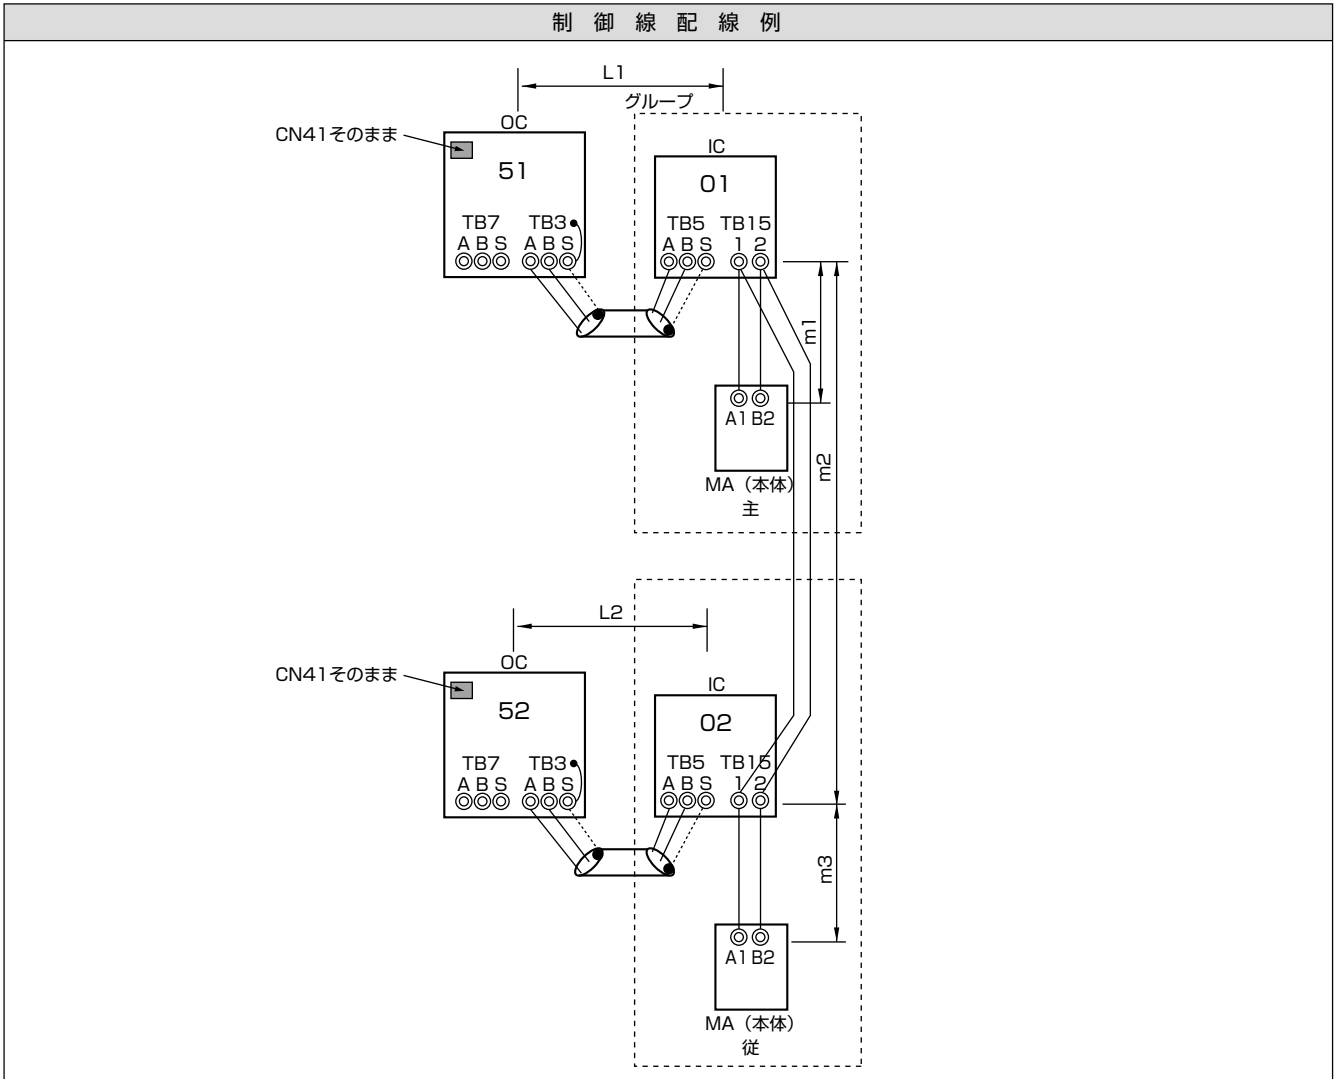 制御線配線例
L1
グループ
OC
CN41そのまま
IC
51
01
TB7 TB3
TB5 TB15
A B S A B S
A B S 1 2
m1
A1 B2
m2
MA（本体）
主
L2
OC
CN41そのまま
IC
52
02
TB7 TB3
TB5 TB15
A B S A B S
A B S 1 2
m3
A1 B2
MA（本体）
従